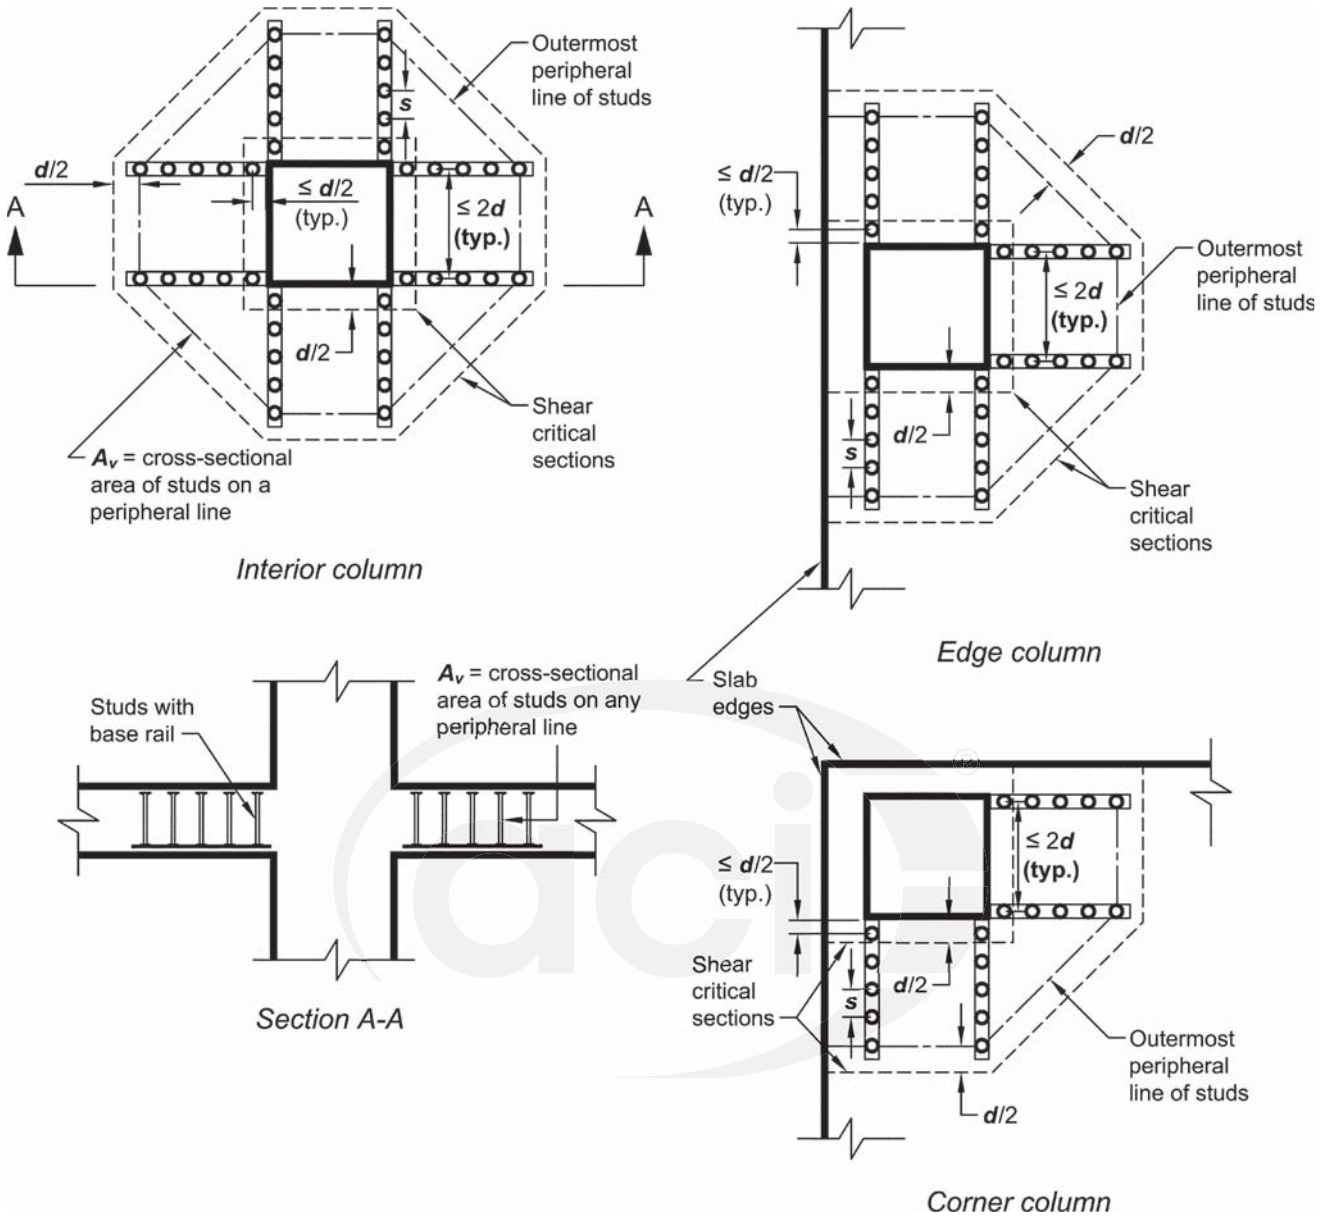 Outermost
peripheral
line of studs
s
d/2
≤ d/2
(typ.)
≤ 2d
(typ.)
A
A
d/2
Shear
critical
sections
Av = cross-sectional
area of studs on a
peripheral line
Interior column
d/2
≤ d/2
(typ.)
Outermost
peripheral
line of studs
≤ 2d
(typ.)
d/2
s
Shear
critical
sections
Edge column
Slab
edges
Studs with
base rail
Av = cross-sectional
area of studs on any
peripheral line
aci
®
Section A-A
≤ 2d
(typ.)
≤ d/2
(typ.)
Shear
critical
sections
d/2
s
Outermost
peripheral
line of studs
d/2
Corner column